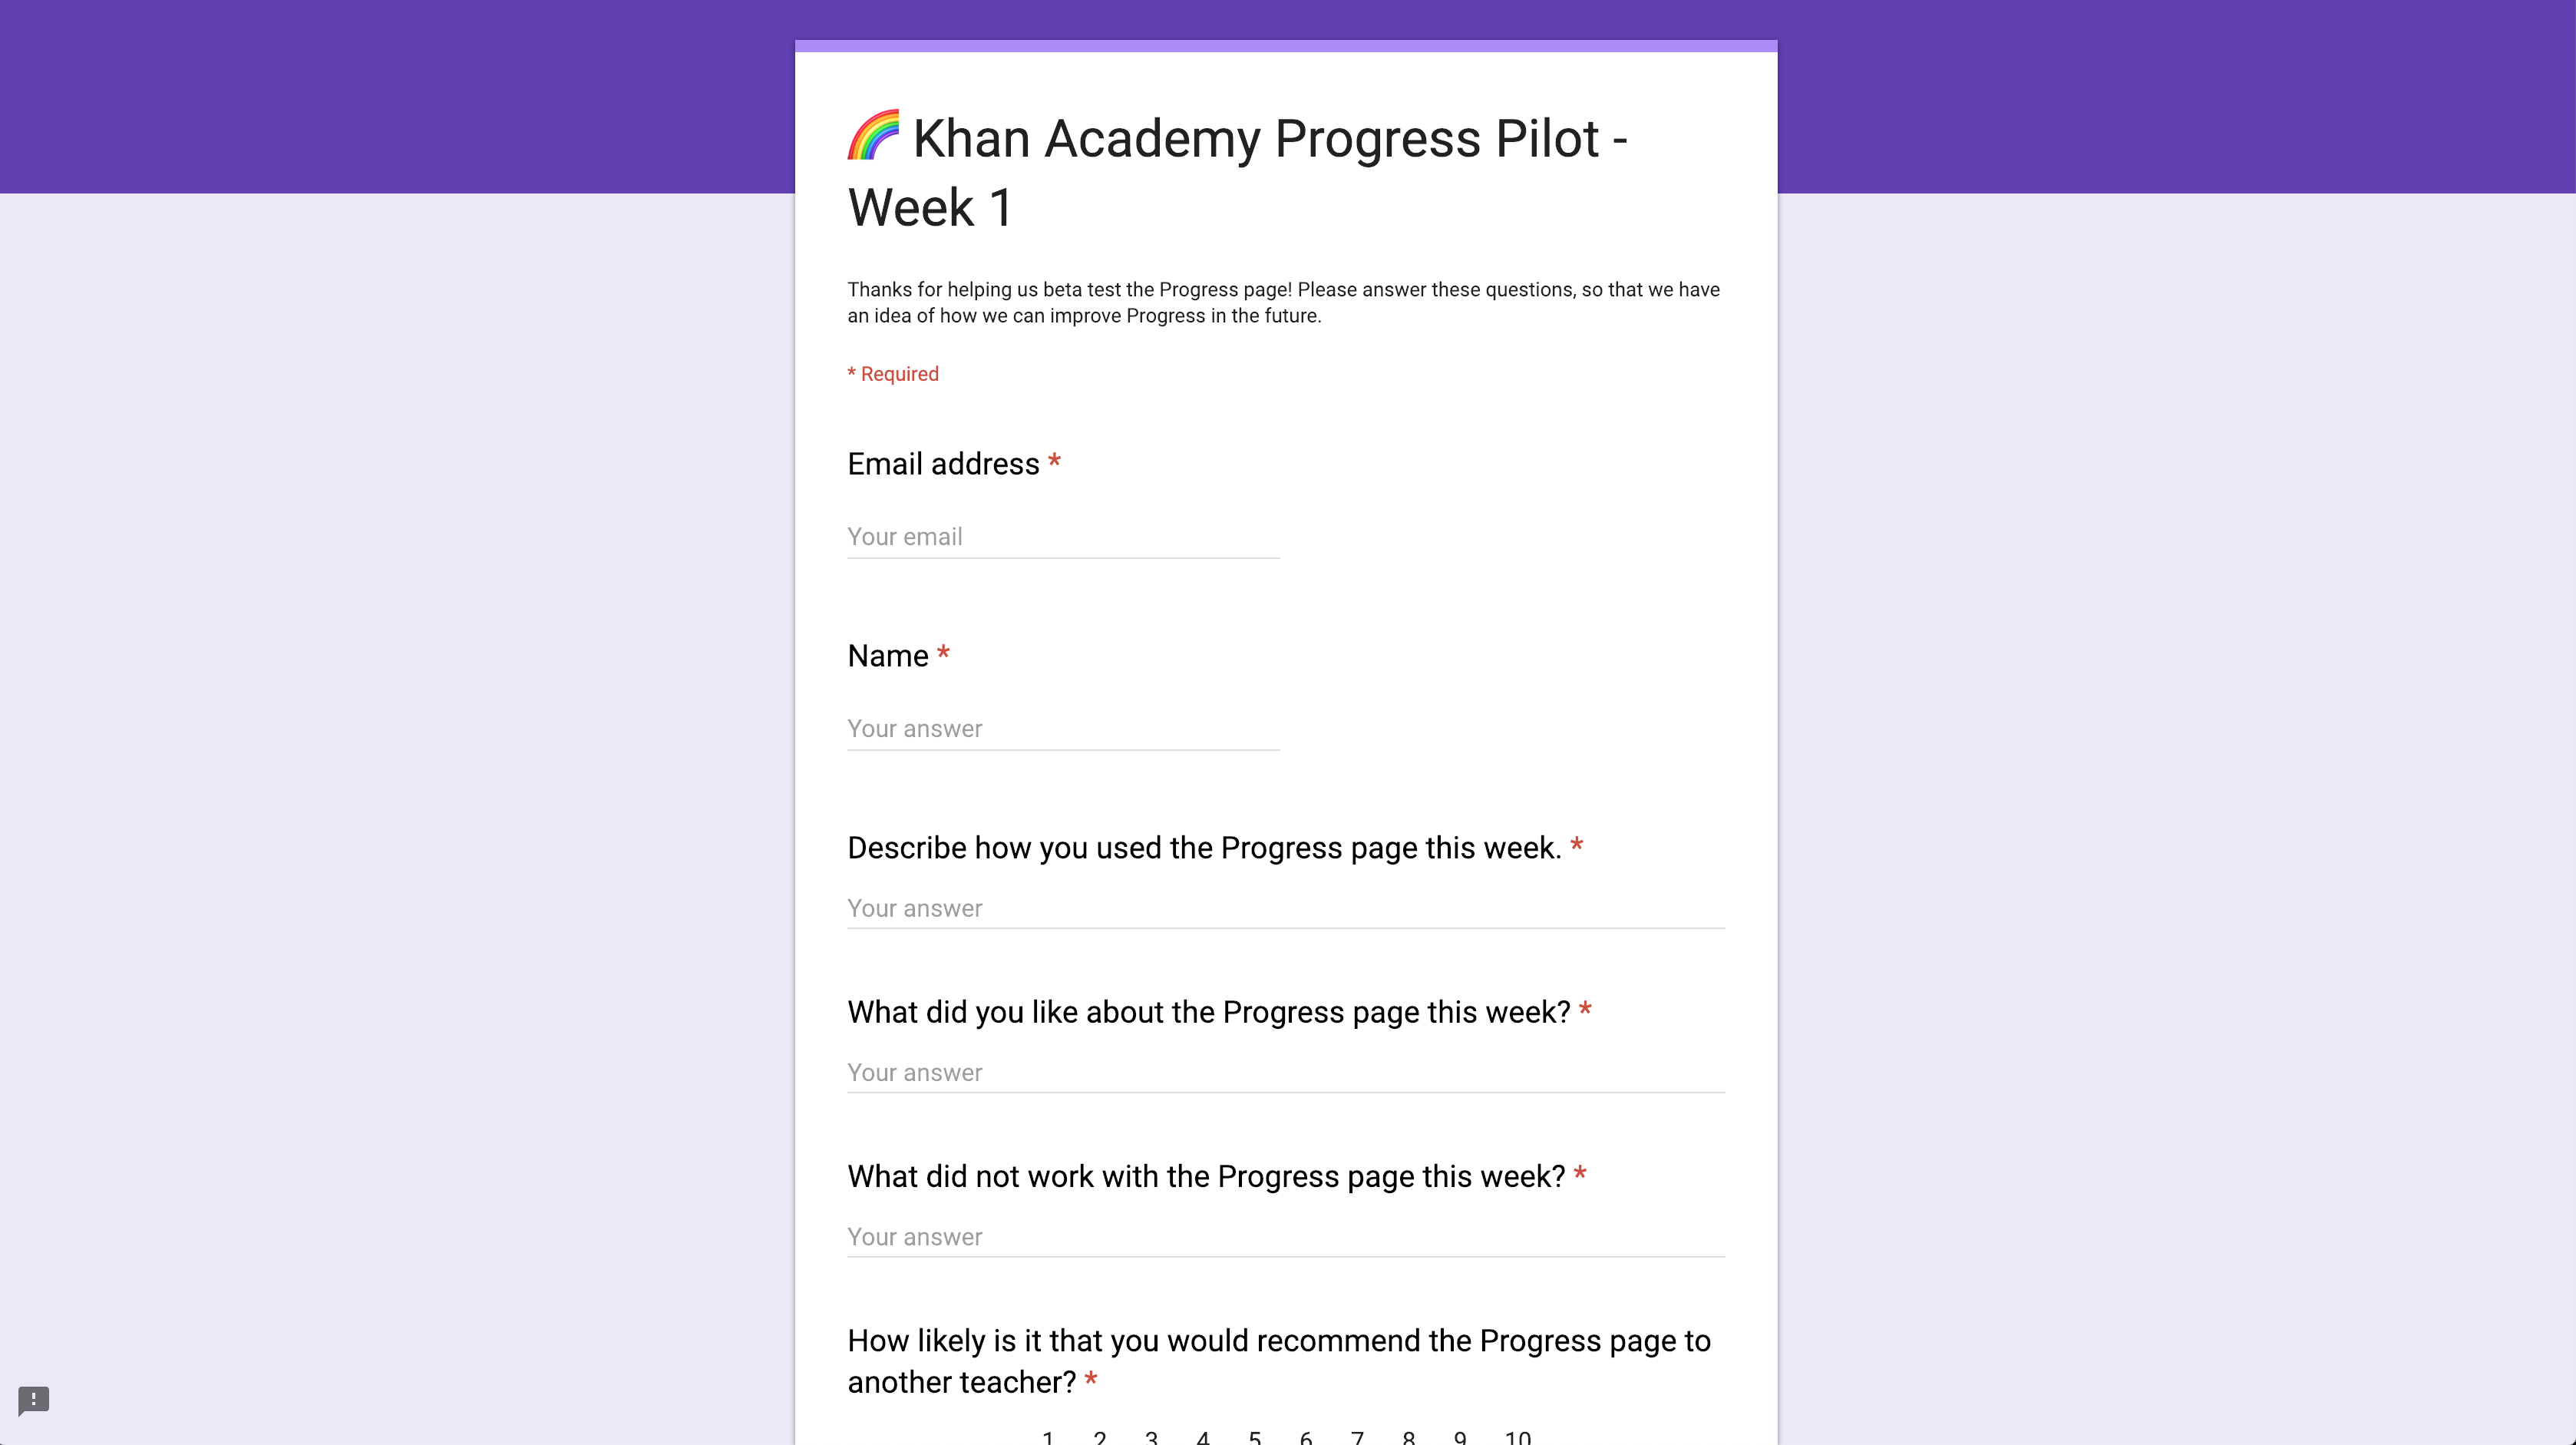 🌈 Khan Academy Progress Pilot -
Week 1
Thanks for helping us beta test the Progress page! Please answer these questions, so that we have
an idea of how we can improve Progress in the future.
* Required
Email address *
Your email
Name *
Your answer
Describe how you used the Progress page this week. *
Your answer
What did you like about the Progress page this week? *
Your answer
What did not work with the Progress page this week? *
Your answer
How likely is it that you would recommend the Progress page to
another teacher? *
1 2 3 4 5 6 7 8 9 10